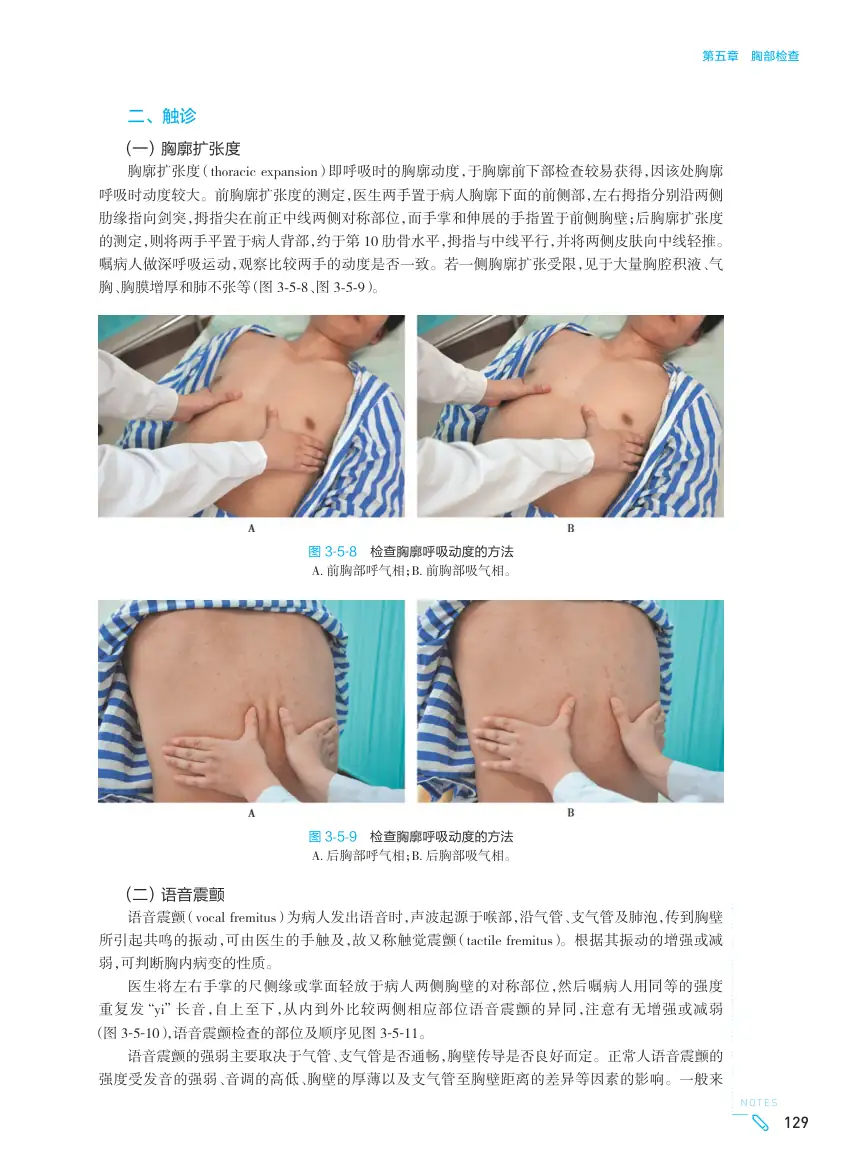 第五章 胸部检查
二、触诊
（一）胸廓扩张度
胸廓扩张度（thoracic expansion）即呼吸时的胸廓动度，于胸廓前下部检查较易获得，因该处胸廓
呼吸时动度较大。前胸廓扩张度的测定，医生两手置于病人胸廓下面的前侧部，左右拇指分别沿两侧
肋缘指向剑突，拇指尖在前正中线两侧对称部位，而手掌和伸展的手指置于前侧胸壁；后胸廓扩张度
的测定，则将两手平置于病人背部，约于第 10 肋骨水平，拇指与中线平行，并将两侧皮肤向中线轻推。
嘱病人做深呼吸运动，观察比较两手的动度是否一致。若一侧胸廓扩张受限，见于大量胸腔积液、气
胸、胸膜增厚和肺不张等（图 3-5-8、图 3-5-9）。
A
B
图 3-5-8 检查胸廓呼吸动度的方法
A. 前胸部呼气相；B. 前胸部吸气相。
A
B
图 3-5-9 检查胸廓呼吸动度的方法
A. 后胸部呼气相；B. 后胸部吸气相。
（二）语音震颤
语音震颤（vocal fremitus）为病人发出语音时，声波起源于喉部，沿气管、支气管及肺泡，传到胸壁
所引起共鸣的振动，可由医生的手触及，故又称触觉震颤（tactile fremitus）。根据其振动的增强或减
弱，可判断胸内病变的性质。
医生将左右手掌的尺侧缘或掌面轻放于病人两侧胸壁的对称部位，然后嘱病人用同等的强度
重复发 “yi” 长音，自上至下，从内到外比较两侧相应部位语音震颤的异同，注意有无增强或减弱
（图 3-5-10），语音震颤检查的部位及顺序见图 3-5-11。
语音震颤的强弱主要取决于气管、支气管是否通畅，胸壁传导是否良好而定。正常人语音震颤的
强度受发音的强弱、音调的高低、胸壁的厚薄以及支气管至胸壁距离的差异等因素的影响。一般来
NOTES
129